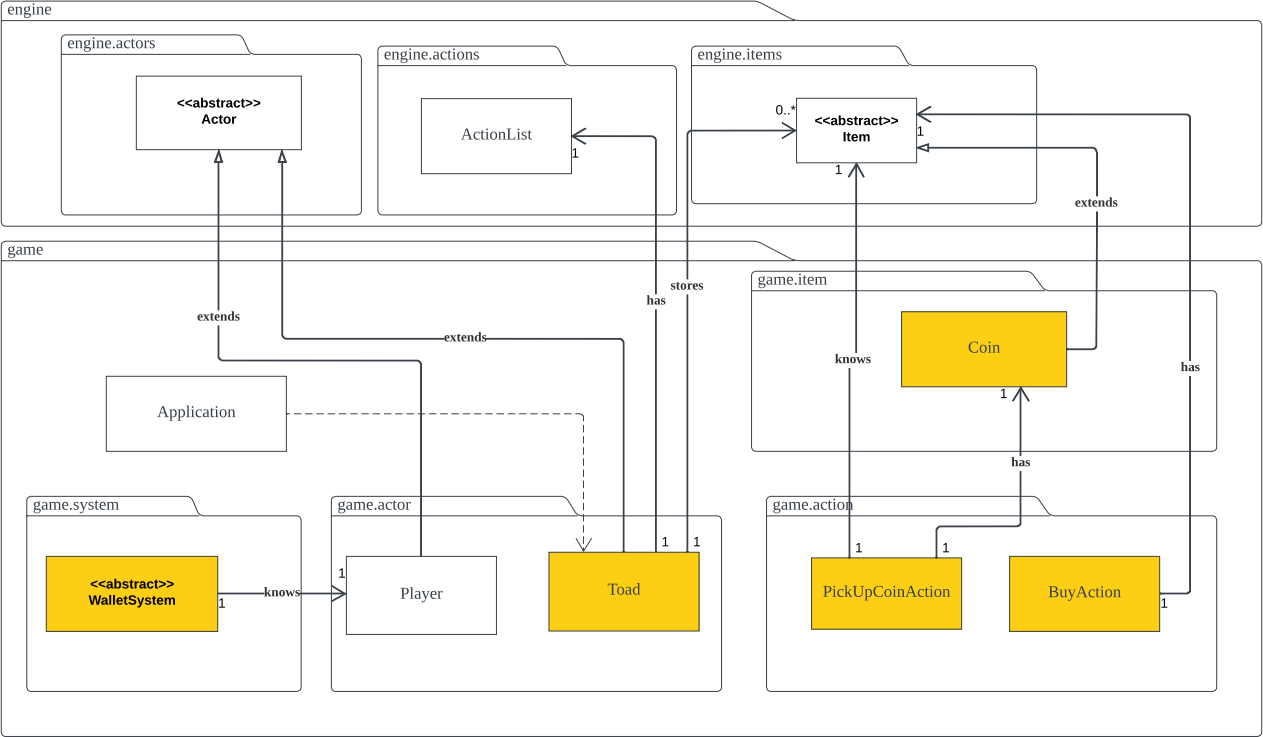 engine
engine.actors
engine.actions
engine.items
<<abstract>>
Actor
ActionList
1
0..*
<<abstract>>
Item
1
1
extends
game
game.item
stores
has
extends
extends
Coin
knows
has
1
Application
has
game.system
game.actor
game.action
1
1
1
1
<<abstract>>
WalletSystem
1
knows
1
Player
Toad
PickUpCoinAction
BuyAction
1